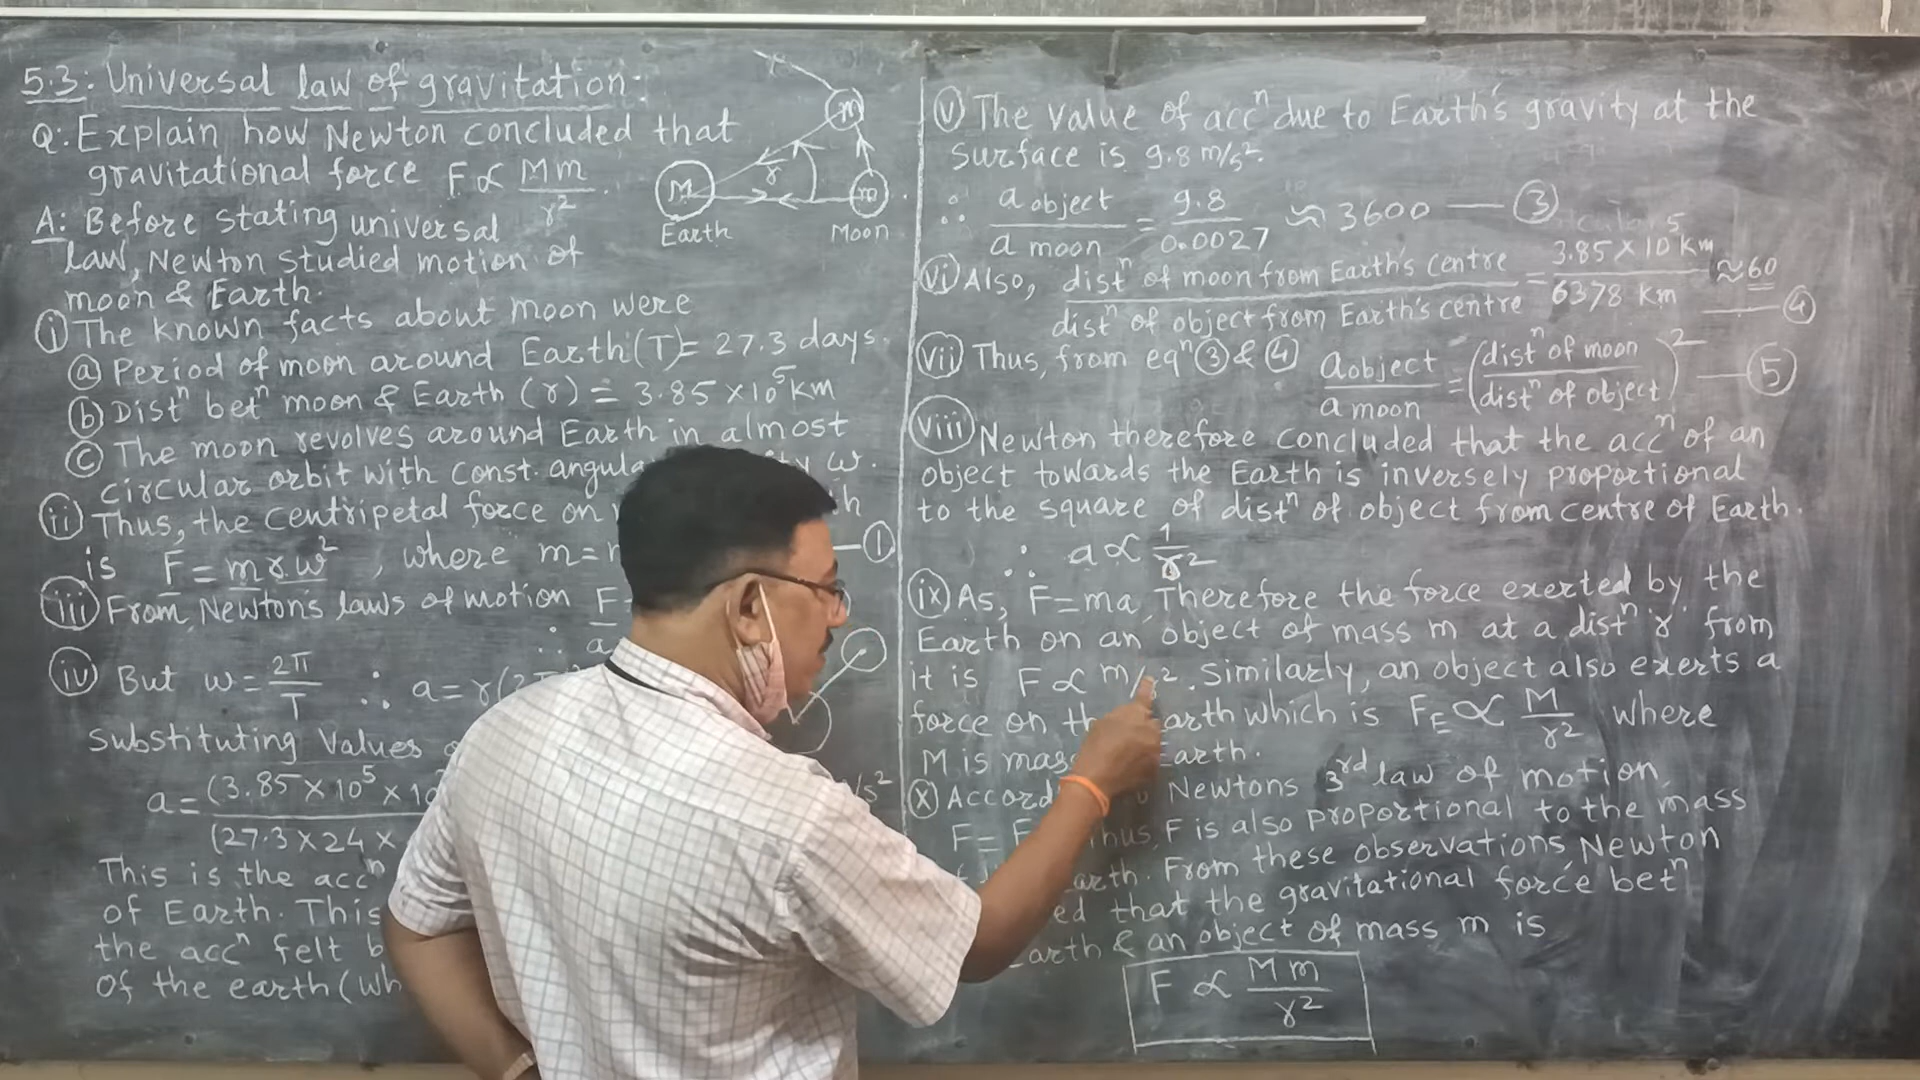 5.3: Universal law of gravitation:
Q: Explain how Newton concluded that
gravitational force F ∝ Mm/r²
A: Before stating universal
law, Newton studied motion of
moon & Earth.
M
Earth
r
m
m
Moon
(i) The known facts about moon were
(a) Period of moon around Earth (T) = 27.3 days.
(b) Distⁿ betⁿ moon & Earth (r) = 3.85 × 10⁵ km
(c) The moon revolves around Earth in almost
circular orbit with const. angula ty ω.
(ii) Thus, the centripetal force on
is F = mrω², where m = — (1)
(iii) From Newton's laws of motion F =
∴ a
(iv) But ω = 2π/T ∴ a = r(2π
Substituting values
a = (3.85 × 10⁵ × 10 /s²
(27.3 × 24 ×
This is the accⁿ
of Earth. This
the accⁿ felt b
of the earth (wh
(v) The value of accⁿ due to Earth's gravity at the
surface is 9.8 m/s².
∴ a object / a moon = 9.8 / 0.0027 ≈ 3600 — (3)
(vi) Also, distⁿ of moon from Earth's centre / distⁿ of object from Earth's centre = 3.85 × 10⁵ km / 6378 km ≈ 60 — (4)
(vii) Thus, from eqⁿ (3) & (4) a object / a moon = (distⁿ of moon / distⁿ of object)² — (5)
(viii) Newton therefore concluded that the accⁿ of an
object towards the Earth is inversely proportional
to the square of distⁿ of object from centre of Earth.
∴ a ∝ 1/r²
(ix) As, F = ma, Therefore the force exerted by the
Earth on an object of mass m at a distⁿ 'r' from
it is F ∝ m/r². Similarly, an object also exerts a
force on th arth which is F_E ∝ M/r² where
M is mas Earth.
(x) Accord Newtons 3rd law of motion,
F = F hus, F is also proportional to the mass
arth. From these observations, Newton
ed that the gravitational force betⁿ
arth & an object of mass m is
F ∝ Mm/r²